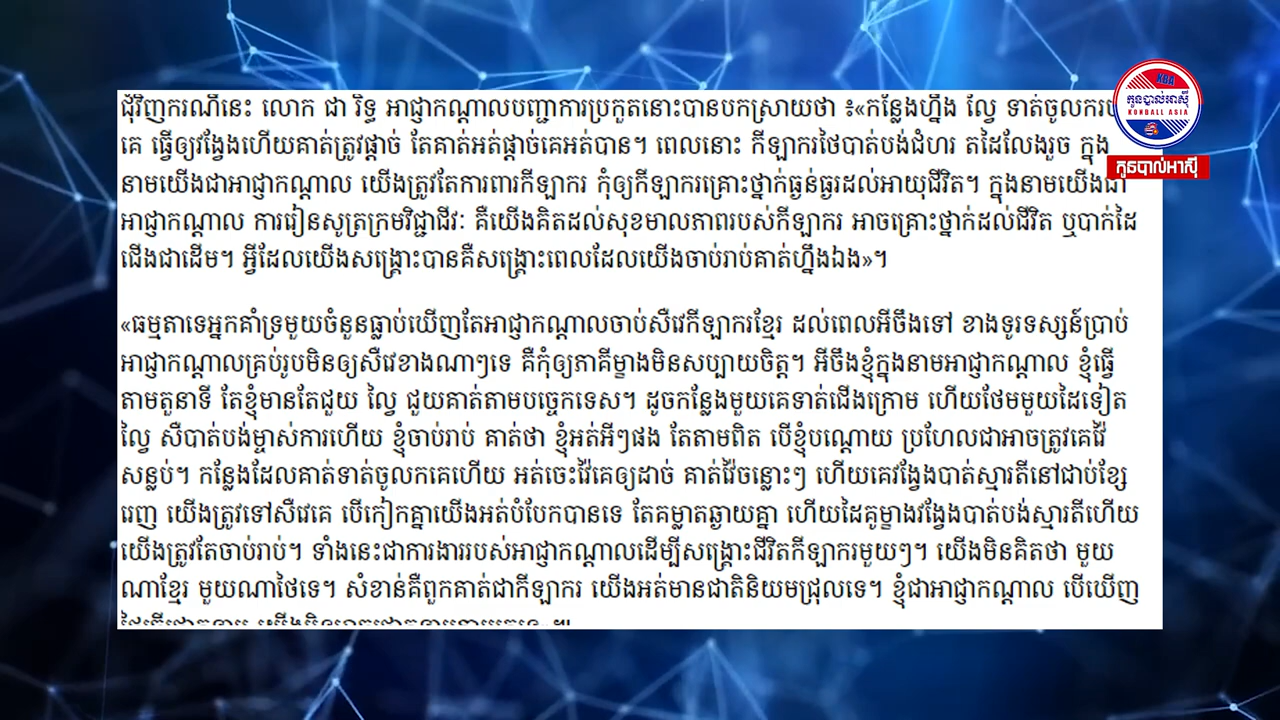 ជុំវិញករណីនេះ លោក ជា រិទ្ធ អាជ្ញាកណ្តាលបញ្ជាការប្រកួតនោះបានបកស្រាយថា ៖«កន្លែងហ្នឹង ល្វៃ ទាត់ចូលករបស់
គេ ធ្វើឲ្យវង្វែងហើយគាត់ត្រូវផ្តាច់ តែគាត់អត់ផ្តាច់គេអត់បាន។ ពេលនោះ កីឡាករថៃបាត់បង់ជំហរ តដៃលែងរួច ក្នុង
នាមយើងជាអាជ្ញាកណ្តាល យើងត្រូវតែការពារកីឡាករ កុំឲ្យកីឡាករគ្រោះថ្នាក់ធ្ងន់ធ្ងរដល់អាយុជីវិត។ ក្នុងនាមយើងជា
អាជ្ញាកណ្តាល ការរៀនសូត្រក្រមវិជ្ជាជីវៈ គឺយើងគិតដល់សុខមាលភាពរបស់កីឡាករ អាចគ្រោះថ្នាក់ដល់ជីវិត ឬបាក់ដៃ
ជើងជាដើម។ អ្វីដែលយើងសង្គ្រោះបានគឺសង្គ្រោះពេលដែលយើងចាប់រាប់គាត់ហ្នឹងឯង»។
«ធម្មតាទេអ្នកគាំទ្រមួយចំនួនធ្លាប់ឃើញតែអាជ្ញាកណ្តាលចាប់សឺវេកីឡាករខ្មែរ ដល់ពេលអីចឹងទៅ ខាងទូរទស្សន៍ប្រាប់
អាជ្ញាកណ្តាលគ្រប់រូបមិនឲ្យសឺវេខាងណាៗទេ គឺកុំឲ្យភាគីម្ខាងមិនសប្បាយចិត្ត។ អីចឹងខ្ញុំក្នុងនាមអាជ្ញាកណ្តាល ខ្ញុំធ្វើ
តាមតួនាទី តែខ្ញុំមានតែជួយ ល្វៃ ជួយគាត់តាមបច្ចេកទេស។ ដូចកន្លែងមួយគេទាត់ជើងក្រោម ហើយថែមមួយដៃទៀត
ល្វៃ ស៊ឺបាត់បង់ម្ចាស់ការហើយ ខ្ញុំចាប់រាប់ គាត់ថា ខ្ញុំអត់អីៗផង តែតាមពិត បើខ្ញុំបណ្តោយ ប្រហែលជាអាចត្រូវគេវ៉ៃ
សន្លប់។ កន្លែងដែលគាត់ទាត់ចូលកគេហើយ អត់ចេះវ៉ៃគេឲ្យដាច់ គាត់វ៉ៃចន្លោះៗ ហើយគេវង្វែងបាត់ស្មារតីនៅជាប់ខ្សែ
រេញ យើងត្រូវទៅសឺវេគេ បើកៀកគ្នាយើងអត់បំបែកបានទេ តែគម្លាតឆ្ងាយគ្នា ហើយដៃគូម្ខាងវង្វែងបាត់បង់ស្មារតីហើយ
យើងត្រូវតែចាប់រាប់។ ទាំងនេះជាការងាររបស់អាជ្ញាកណ្តាលដើម្បីសង្គ្រោះជីវិតកីឡាករមួយៗ។ យើងមិនគិតថា មួយ
ណាខ្មែរ មួយណាថៃទេ។ សំខាន់គឺពួកគាត់ជាកីឡាករ យើងអត់មានជាតិនិយមជ្រុលទេ។ ខ្ញុំជាអាជ្ញាកណ្តាល បើឃើញ
KBA
កូនបាល់អាស៊ី
KUNBALL ASIA
កូនបាល់អាស៊ី